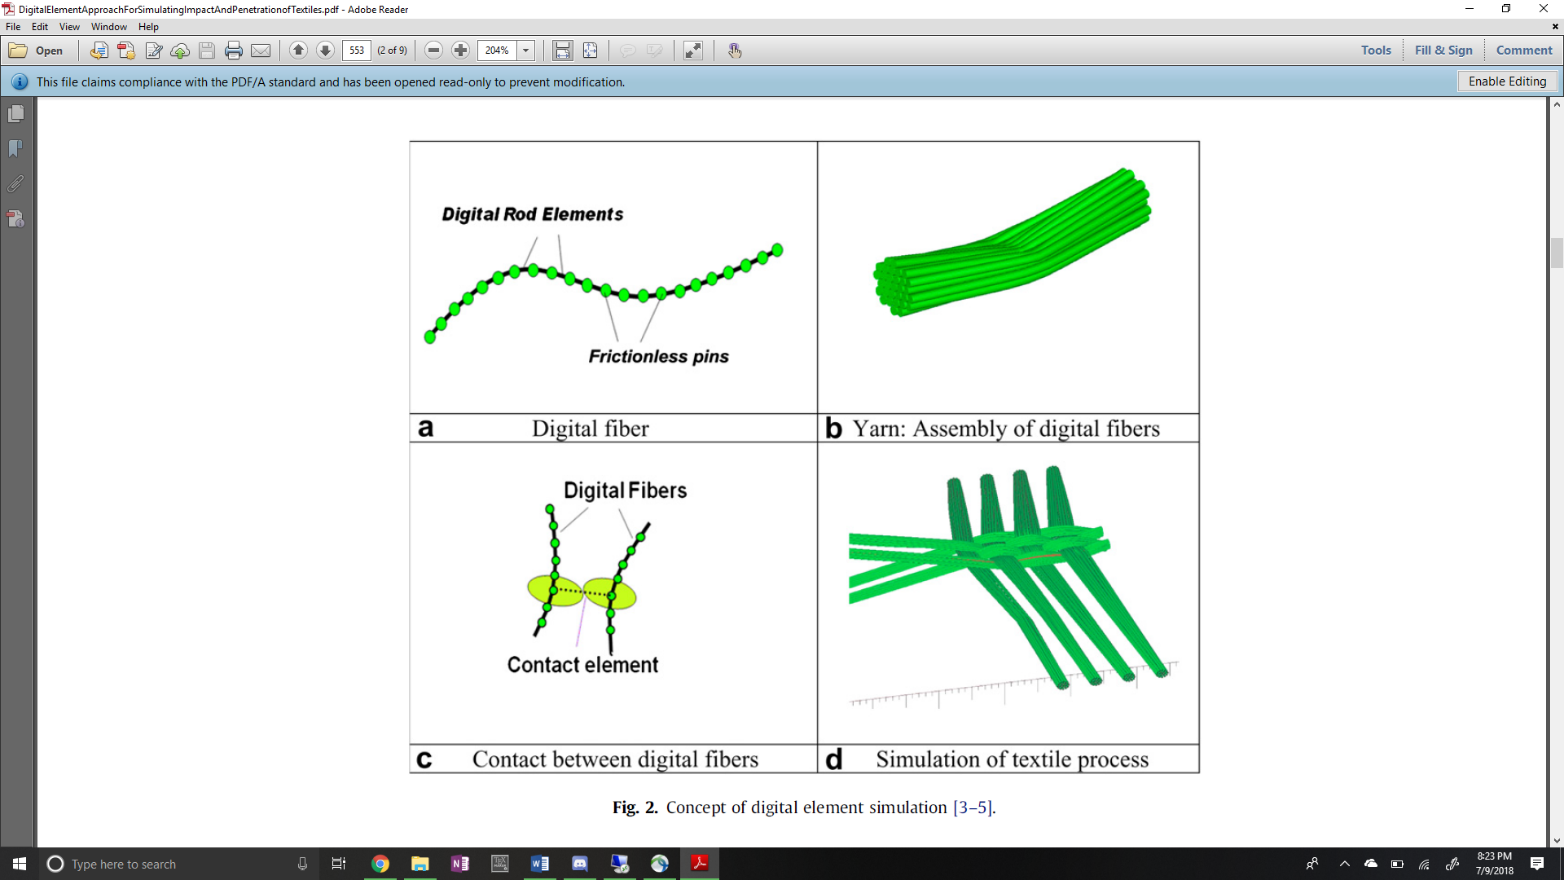 DigitalElementApproachForSimulatingImpactAndPenetrationofTextiles.pdf - Adobe Reader
File Edit View Window Help
Open 553 (2 of 9) 204% Tools Fill & Sign Comment
This file claims compliance with the PDF/A standard and has been opened read-only to prevent modification. Enable Editing
Digital Rod Elements
Frictionless pins
a Digital fiber
b Yarn: Assembly of digital fibers
Digital Fibers
Contact element
c Contact between digital fibers
d Simulation of textile process
Fig. 2. Concept of digital element simulation [3–5].
Type here to search
8:23 PM
7/9/2018